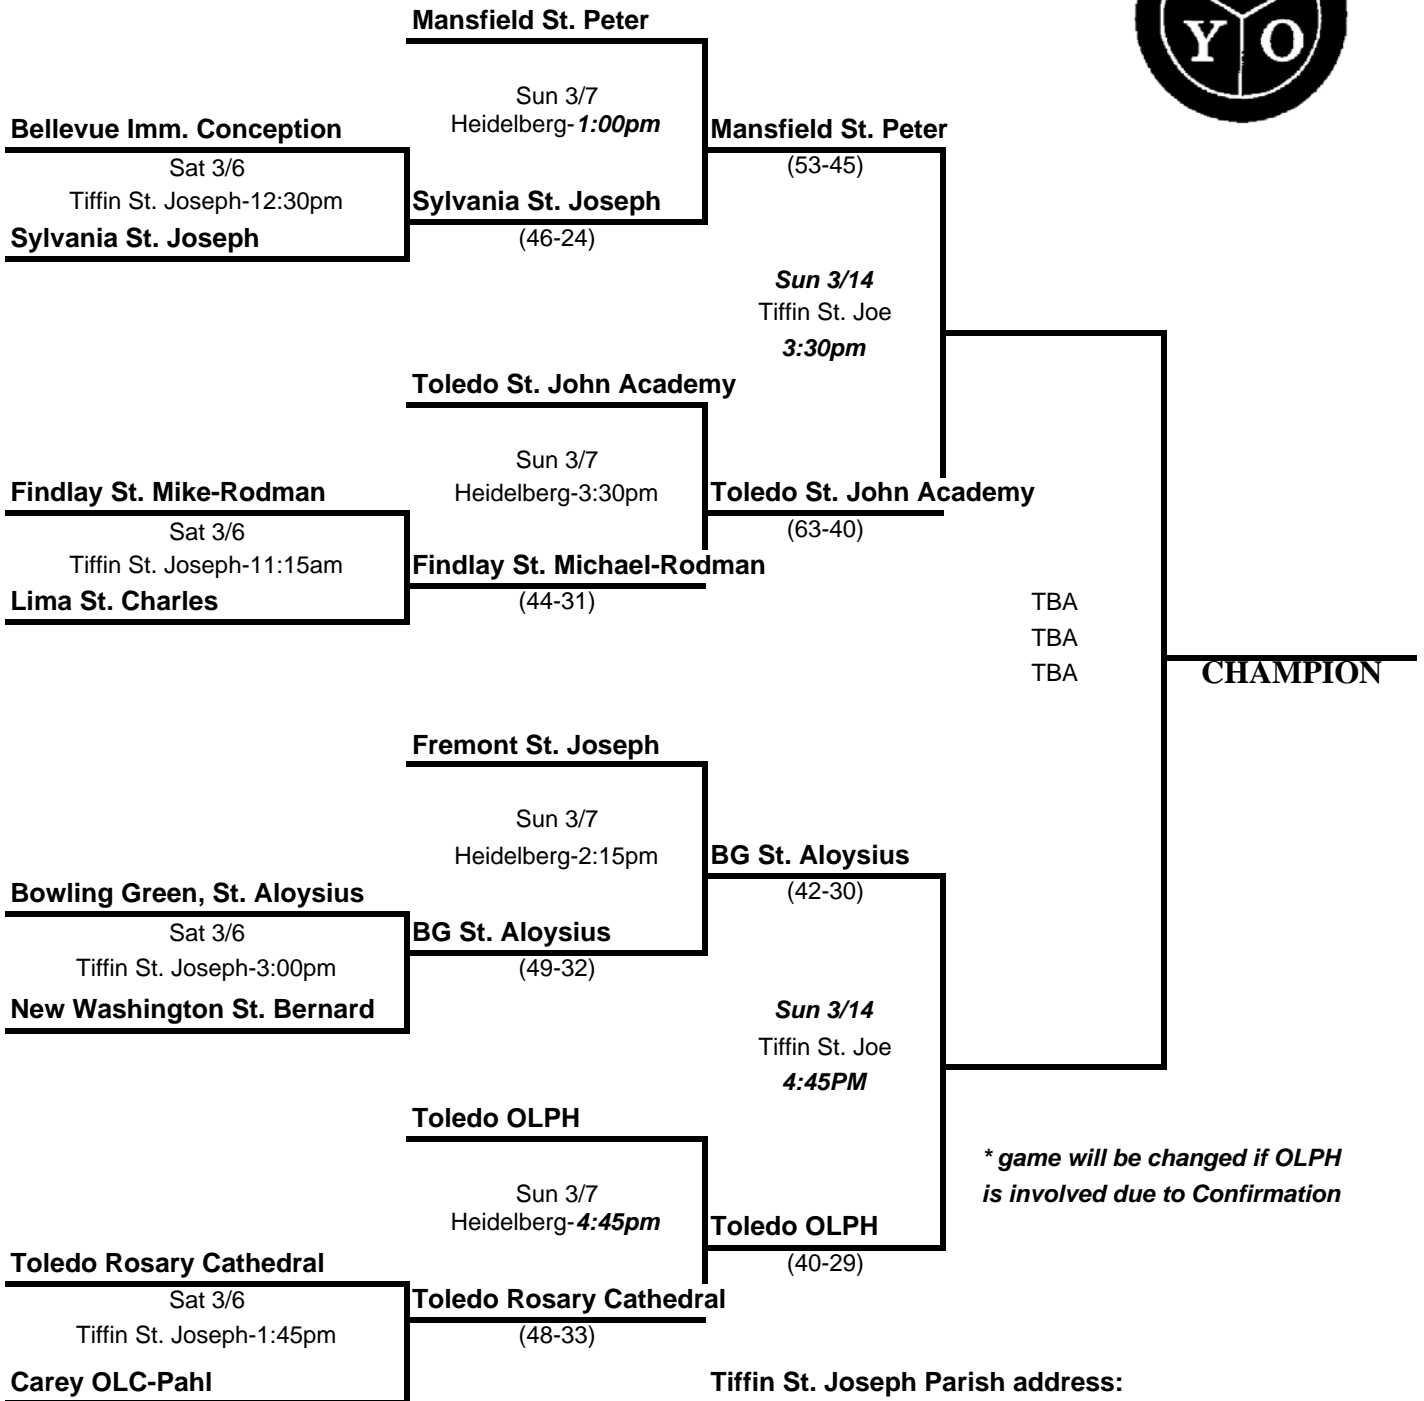 Mansfield St. Peter
Y O
Sun 3/7
Heidelberg-1:00pm
Bellevue Imm. Conception
Mansfield St. Peter
Sat 3/6
(53-45)
Tiffin St. Joseph-12:30pm
Sylvania St. Joseph
Sylvania St. Joseph
(46-24)
Sun 3/14
Tiffin St. Joe
3:30pm
Toledo St. John Academy
Sun 3/7
Heidelberg-3:30pm
Findlay St. Mike-Rodman
Toledo St. John Academy
Sat 3/6
(63-40)
Tiffin St. Joseph-11:15am
Findlay St. Michael-Rodman
Lima St. Charles
(44-31)
TBA
TBA
TBA
CHAMPION
Fremont St. Joseph
Sun 3/7
Heidelberg-2:15pm
BG St. Aloysius
(42-30)
Bowling Green, St. Aloysius
Sat 3/6
BG St. Aloysius
Tiffin St. Joseph-3:00pm
(49-32)
New Washington St. Bernard
Sun 3/14
Tiffin St. Joe
4:45PM
Toledo OLPH
* game will be changed if OLPH
is involved due to Confirmation
Sun 3/7
Heidelberg-4:45pm
Toledo OLPH
(40-29)
Toledo Rosary Cathedral
Sat 3/6
Toledo Rosary Cathedral
Tiffin St. Joseph-1:45pm
(48-33)
Carey OLC-Pahl
Tiffin St. Joseph Parish address: